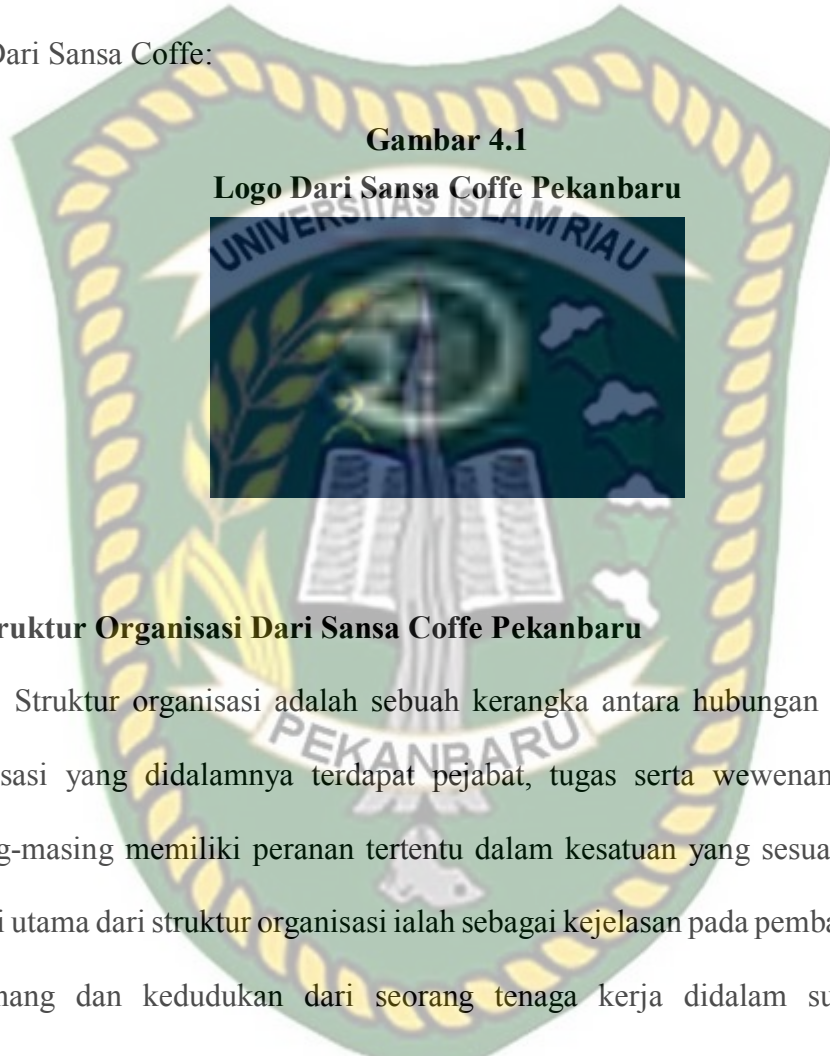 Dari Sansa Coffe:
Gambar 4.1
Logo Dari Sansa Coffe Pekanbaru
UNIVERSITAS ISLAM RIAU
ruktur Organisasi Dari Sansa Coffe Pekanbaru
Struktur organisasi adalah sebuah kerangka antara hubungan
PEKANBARU
sasi yang didalamnya terdapat pejabat, tugas serta wewenan
g-masing memiliki peranan tertentu dalam kesatuan yang sesua
i utama dari struktur organisasi ialah sebagai kejelasan pada pemba
nang dan kedudukan dari seorang tenaga kerja didalam su